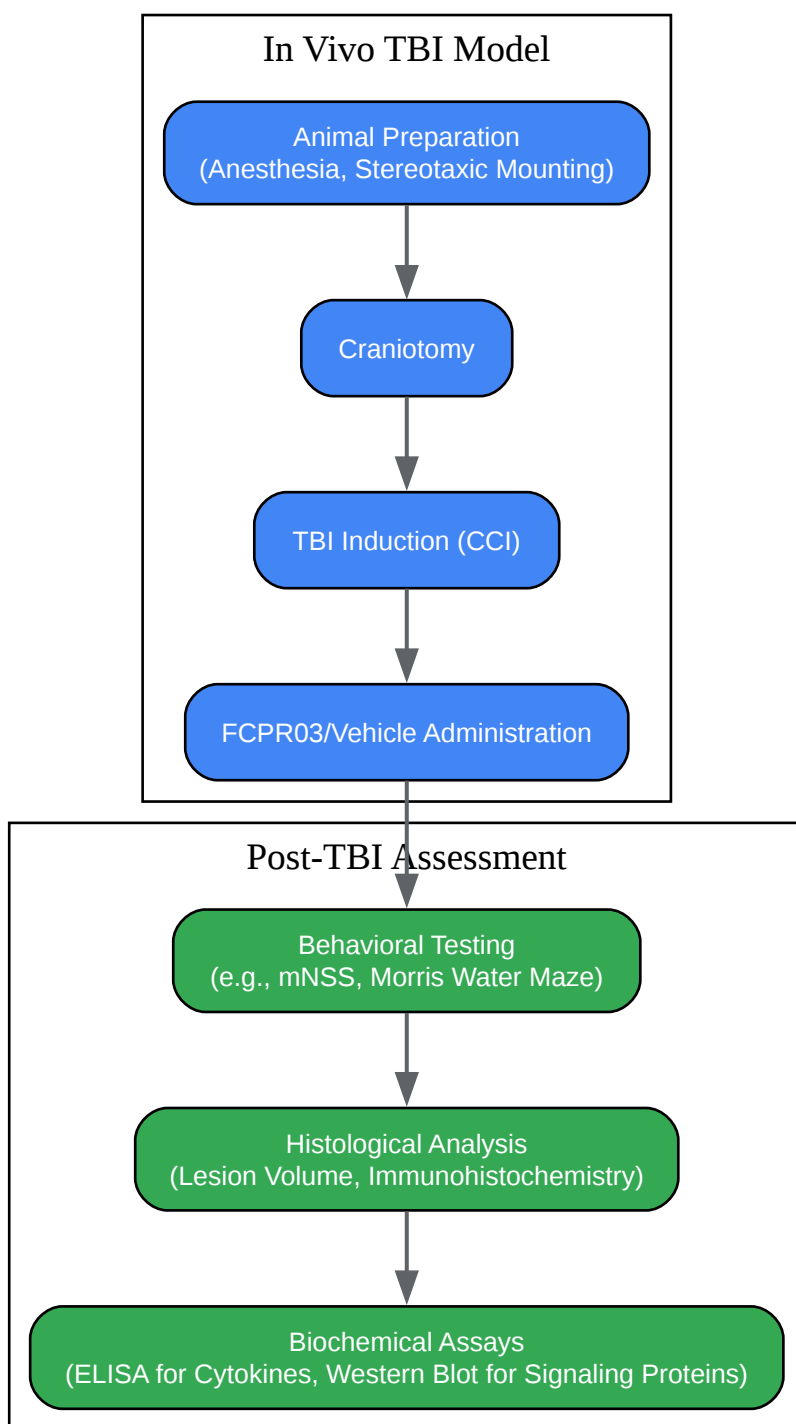 In Vivo TBI Model
Animal Preparation
(Anesthesia, Stereotaxic Mounting)
Craniotomy
TBI Induction (CCI)
FCPR03/Vehicle Administration
Post-TBI Assessment
Behavioral Testing
(e.g., mNSS, Morris Water Maze)
Histological Analysis
(Lesion Volume, Immunohistochemistry)
Biochemical Assays
(ELISA for Cytokines, Western Blot for Signaling Proteins)